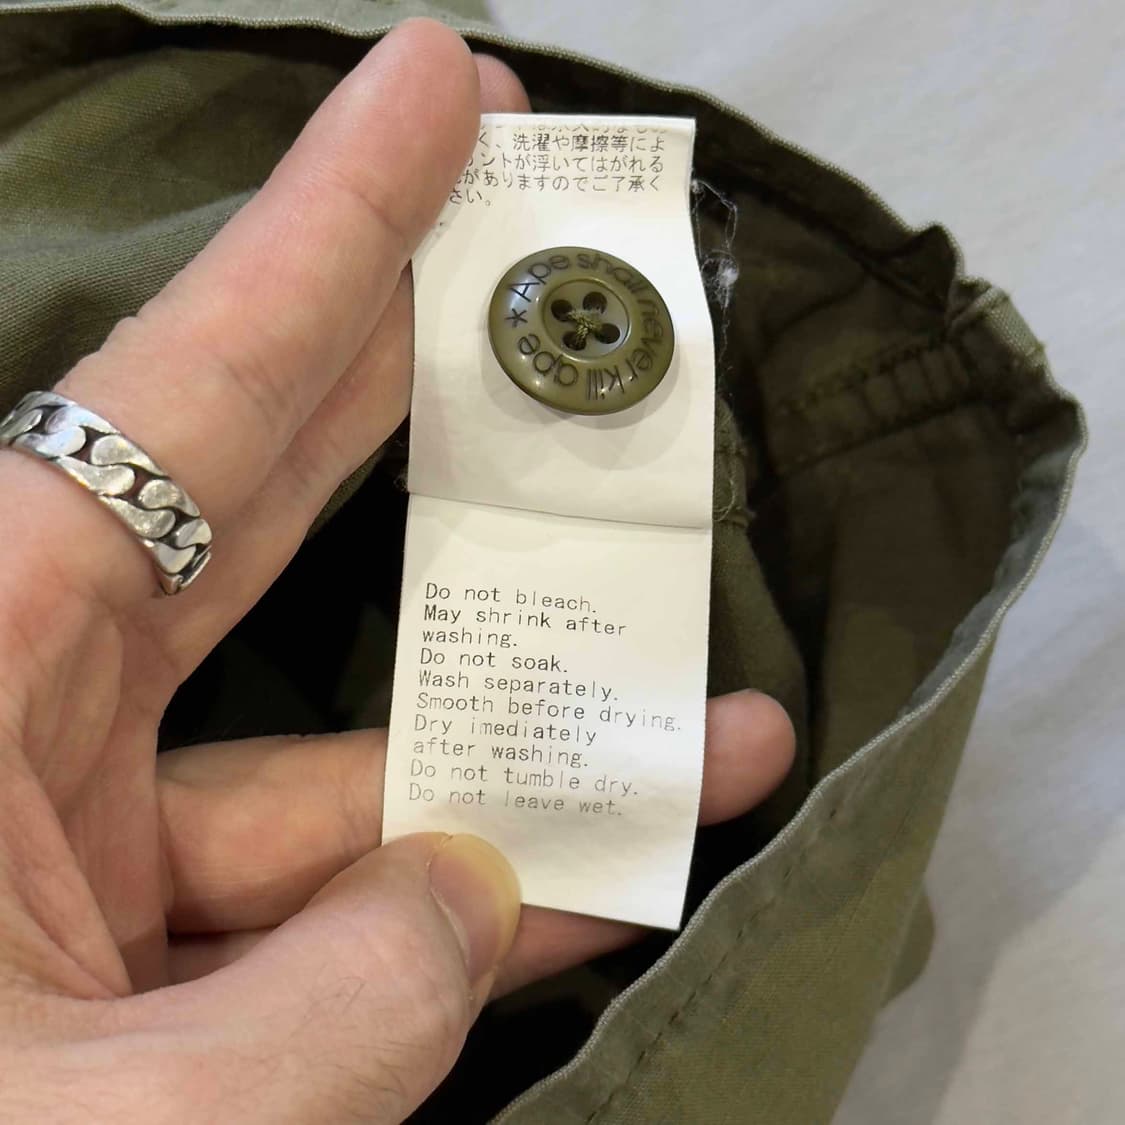 く、洗濯や摩擦等によ
ントが浮いてはがれる
がありますのでご了承く
さい。
* Ape shall never kill ape
Do not bleach.
May shrink after
washing.
Do not soak.
Wash separately.
Smooth before drying.
Dry imediately
after washing.
Do not tumble dry.
Do not leave wet.